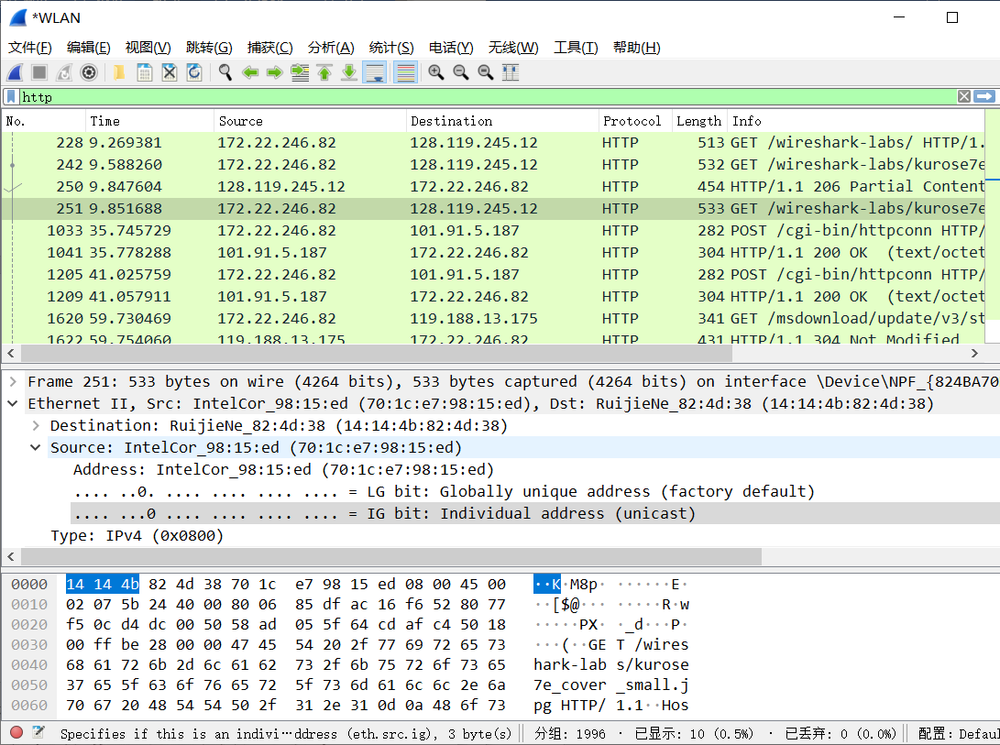 *WLAN
文件(F) 编辑(E) 视图(V) 跳转(G) 捕获(C) 分析(A) 统计(S) 电话(Y) 无线(W) 工具(T) 帮助(H)
http
No. Time Source Destination Protocol Length Info
228 9.269381 172.22.246.82 128.119.245.12 HTTP 513 GET /wireshark-labs/ HTTP/1.
242 9.588260 172.22.246.82 128.119.245.12 HTTP 532 GET /wireshark-labs/kurose7e
250 9.847604 128.119.245.12 172.22.246.82 HTTP 454 HTTP/1.1 206 Partial Content
251 9.851688 172.22.246.82 128.119.245.12 HTTP 533 GET /wireshark-labs/kurose7e
1033 35.745729 172.22.246.82 101.91.5.187 HTTP 282 POST /cgi-bin/httpconn HTTP/
1041 35.778288 101.91.5.187 172.22.246.82 HTTP 304 HTTP/1.1 200 OK (text/octet
1205 41.025759 172.22.246.82 101.91.5.187 HTTP 282 POST /cgi-bin/httpconn HTTP/
1209 41.057911 101.91.5.187 172.22.246.82 HTTP 304 HTTP/1.1 200 OK (text/octet
1620 59.730469 172.22.246.82 119.188.13.175 HTTP 341 GET /msdownload/update/v3/st
1622 59.754060 119.188.13.175 172.22.246.82 HTTP 431 HTTP/1.1 304 Not Modified
Frame 251: 533 bytes on wire (4264 bits), 533 bytes captured (4264 bits) on interface \Device\NPF_{824BA70
Ethernet II, Src: IntelCor_98:15:ed (70:1c:e7:98:15:ed), Dst: RuijieNe_82:4d:38 (14:14:4b:82:4d:38)
Destination: RuijieNe_82:4d:38 (14:14:4b:82:4d:38)
Source: IntelCor_98:15:ed (70:1c:e7:98:15:ed)
Address: IntelCor_98:15:ed (70:1c:e7:98:15:ed)
.... ..0. .... .... .... .... = LG bit: Globally unique address (factory default)
.... ...0 .... .... .... .... = IG bit: Individual address (unicast)
Type: IPv4 (0x0800)
0000 14 14 4b 82 4d 38 70 1c e7 98 15 ed 08 00 45 00 ··K·M8p· ······E·
0010 02 07 5b 24 40 00 80 06 85 df ac 16 f6 52 80 77 ··[$@··· ·····R·w
0020 f5 0c d4 dc 00 50 58 ad 05 5f 64 cd af c4 50 18 ·····PX· ·_d···P·
0030 00 ff be 28 00 00 47 45 54 20 2f 77 69 72 65 73 ···(··GE T /wires
0040 68 61 72 6b 2d 6c 61 62 73 2f 6b 75 72 6f 73 65 hark-lab s/kurose
0050 37 65 5f 63 6f 76 65 72 5f 73 6d 61 6c 6c 2e 6a 7e_cover _small.j
0060 70 67 20 48 54 54 50 2f 31 2e 31 0d 0a 48 6f 73 pg HTTP/ 1.1··Hos
Specifies if this is an indivi…ddress (eth.src.ig), 3 byte(s) 分组: 1996 · 已显示: 10 (0.5%) · 已丢弃: 0 (0.0%) 配置: Defaul